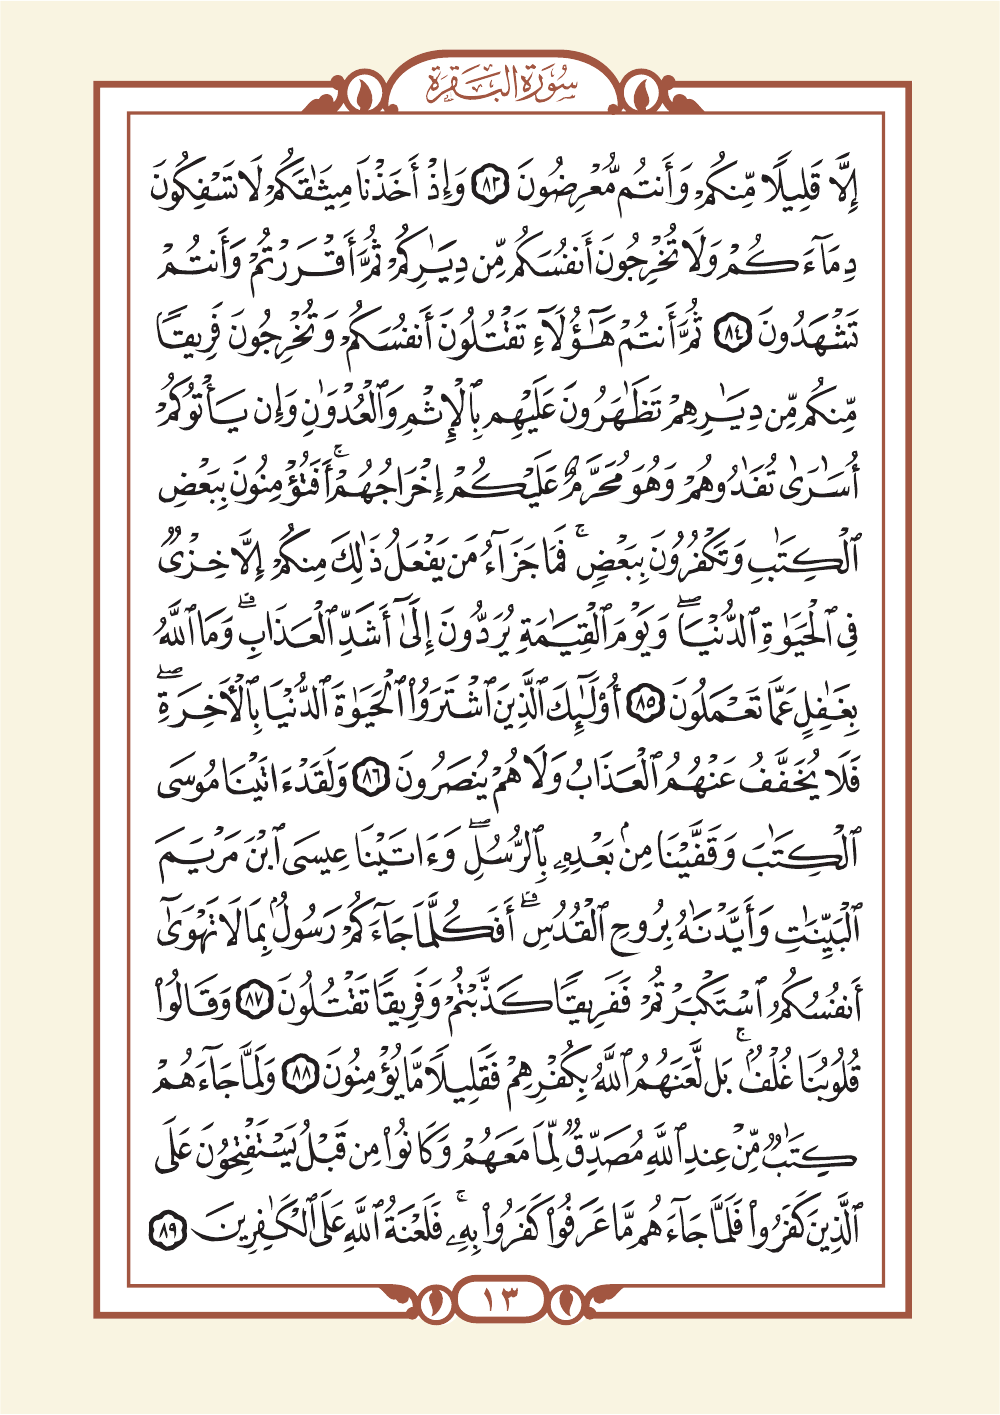 سُورَةُ البَقَرَةِ
إِلَّا قَلِيلًا مِّنكُمْ وَأَنتُم مُّعْرِضُونَ ٨٣ وَإِذْ أَخَذْنَا مِيثَٰقَكُمْ لَا تَسْفِكُونَ
دِمَآءَكُمْ وَلَا تُخْرِجُونَ أَنفُسَكُم مِّن دِيَٰرِكُمْ ثُمَّ أَقْرَرْتُمْ وَأَنتُمْ
تَشْهَدُونَ ٨٤ ثُمَّ أَنتُمْ هَٰٓؤُلَآءِ تَقْتُلُونَ أَنفُسَكُمْ وَتُخْرِجُونَ فَرِيقًا
مِّنكُم مِّن دِيَٰرِهِمْ تَظَٰهَرُونَ عَلَيْهِم بِٱلْإِثْمِ وَٱلْعُدْوَٰنِ وَإِن يَأْتُوكُمْ
أُسَٰرَىٰ تُفَٰدُوهُمْ وَهُوَ مُحَرَّمٌ عَلَيْكُمْ إِخْرَاجُهُمْ ۚ أَفَتُؤْمِنُونَ بِبَعْضِ
ٱلْكِتَٰبِ وَتَكْفُرُونَ بِبَعْضٍ ۚ فَمَا جَزَآءُ مَن يَفْعَلُ ذَٰلِكَ مِنكُمْ إِلَّا خِزْىٌ
فِى ٱلْحَيَوٰةِ ٱلدُّنْيَا ۖ وَيَوْمَ ٱلْقِيَٰمَةِ يُرَدُّونَ إِلَىٰٓ أَشَدِّ ٱلْعَذَابِ ۗ وَمَا ٱللَّهُ
بِغَٰفِلٍ عَمَّا تَعْمَلُونَ ٨٥ أُو۟لَٰٓئِكَ ٱلَّذِينَ ٱشْتَرَوُا۟ ٱلْحَيَوٰةَ ٱلدُّنْيَا بِٱلْأٓخِرَةِ ۖ
فَلَا يُخَفَّفُ عَنْهُمُ ٱلْعَذَابُ وَلَا هُمْ يُنصَرُونَ ٨٦ وَلَقَدْ ءَاتَيْنَا مُوسَى
ٱلْكِتَٰبَ وَقَفَّيْنَا مِنۢ بَعْدِهِۦ بِٱلرُّسُلِ ۖ وَءَاتَيْنَا عِيسَى ٱبْنَ مَرْيَمَ
ٱلْبَيِّنَٰتِ وَأَيَّدْنَٰهُ بِرُوحِ ٱلْقُدُسِ ۗ أَفَكُلَّمَا جَآءَكُمْ رَسُولٌۢ بِمَا لَا تَهْوَىٰٓ
أَنفُسُكُمُ ٱسْتَكْبَرْتُمْ فَفَرِيقًا كَذَّبْتُمْ وَفَرِيقًا تَقْتُلُونَ ٨٧ وَقَالُوا۟
قُلُوبُنَا غُلْفٌۢ ۚ بَل لَّعَنَهُمُ ٱللَّهُ بِكُفْرِهِمْ فَقَلِيلًا مَّا يُؤْمِنُونَ ٨٨ وَلَمَّا جَآءَهُمْ
كِتَٰبٌ مِّنْ عِندِ ٱللَّهِ مُصَدِّقٌ لِّمَا مَعَهُمْ وَكَانُوا۟ مِن قَبْلُ يَسْتَفْتِحُونَ عَلَى
ٱلَّذِينَ كَفَرُوا۟ فَلَمَّا جَآءَهُم مَّا عَرَفُوا۟ كَفَرُوا۟ بِهِۦ ۚ فَلَعْنَةُ ٱللَّهِ عَلَى ٱلْكَٰفِرِينَ ٨٩
١٣